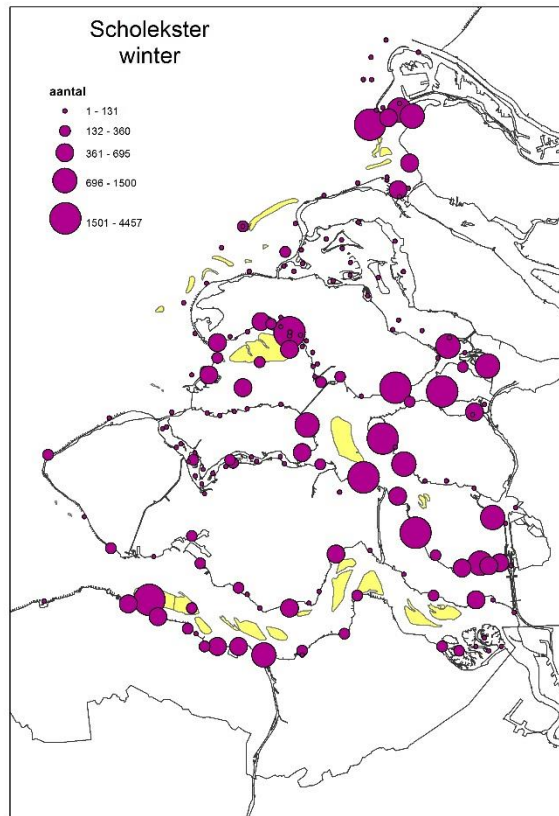 Scholekster
winter
aantal
1 - 131
132 - 360
361 - 695
696 - 1500
1501 - 4457